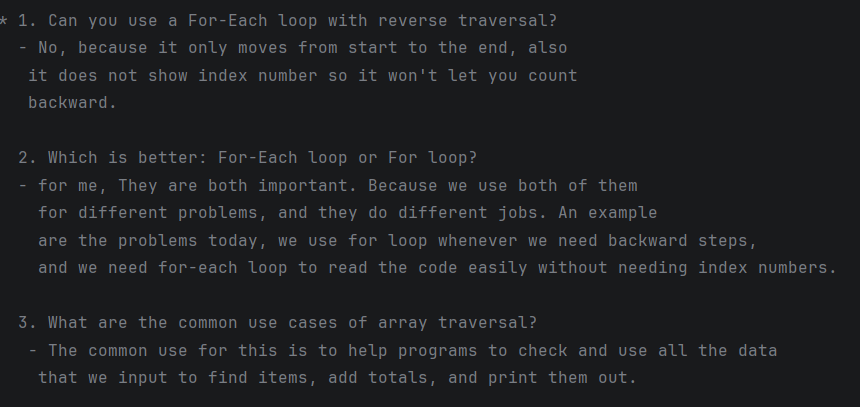 * 1. Can you use a For-Each loop with reverse traversal?
- No, because it only moves from start to the end, also
it does not show index number so it won't let you count
backward.
2. Which is better: For-Each loop or For loop?
- for me, They are both important. Because we use both of them
for different problems, and they do different jobs. An example
are the problems today, we use for loop whenever we need backward steps,
and we need for-each loop to read the code easily without needing index numbers.
3. What are the common use cases of array traversal?
- The common use for this is to help programs to check and use all the data
that we input to find items, add totals, and print them out.